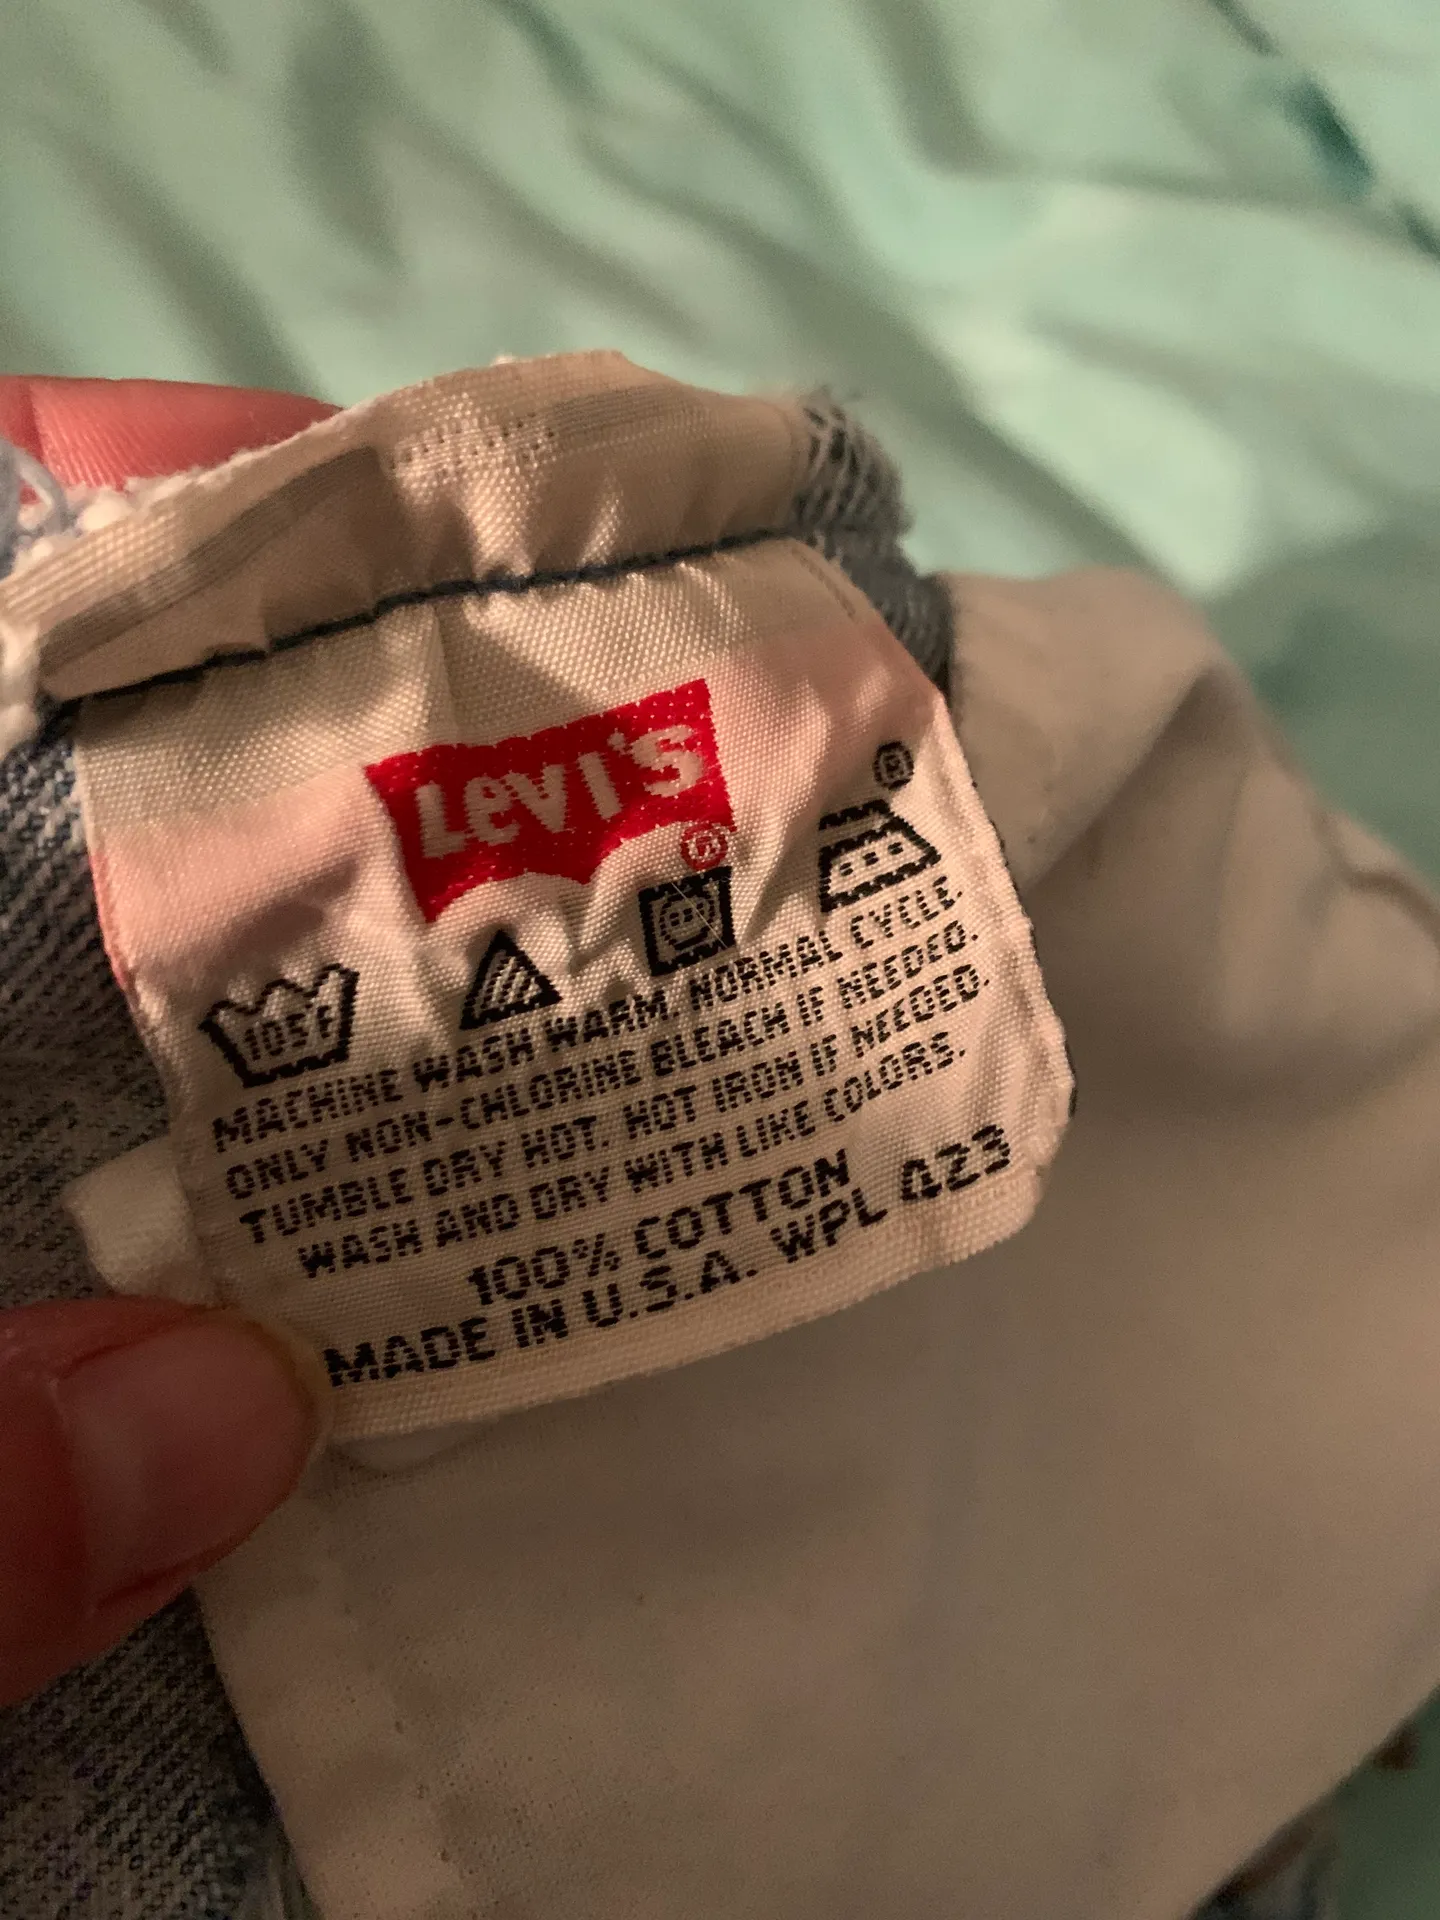 Levi's
®
®
105F
MACHINE WASH WARM. NORMAL CYCLE.
ONLY NON-CHLORINE BLEACH IF NEEDED.
TUMBLE DRY HOT. HOT IRON IF NEEDED.
WASH AND DRY WITH LIKE COLORS.
100% COTTON
MADE IN U.S.A. WPL 423